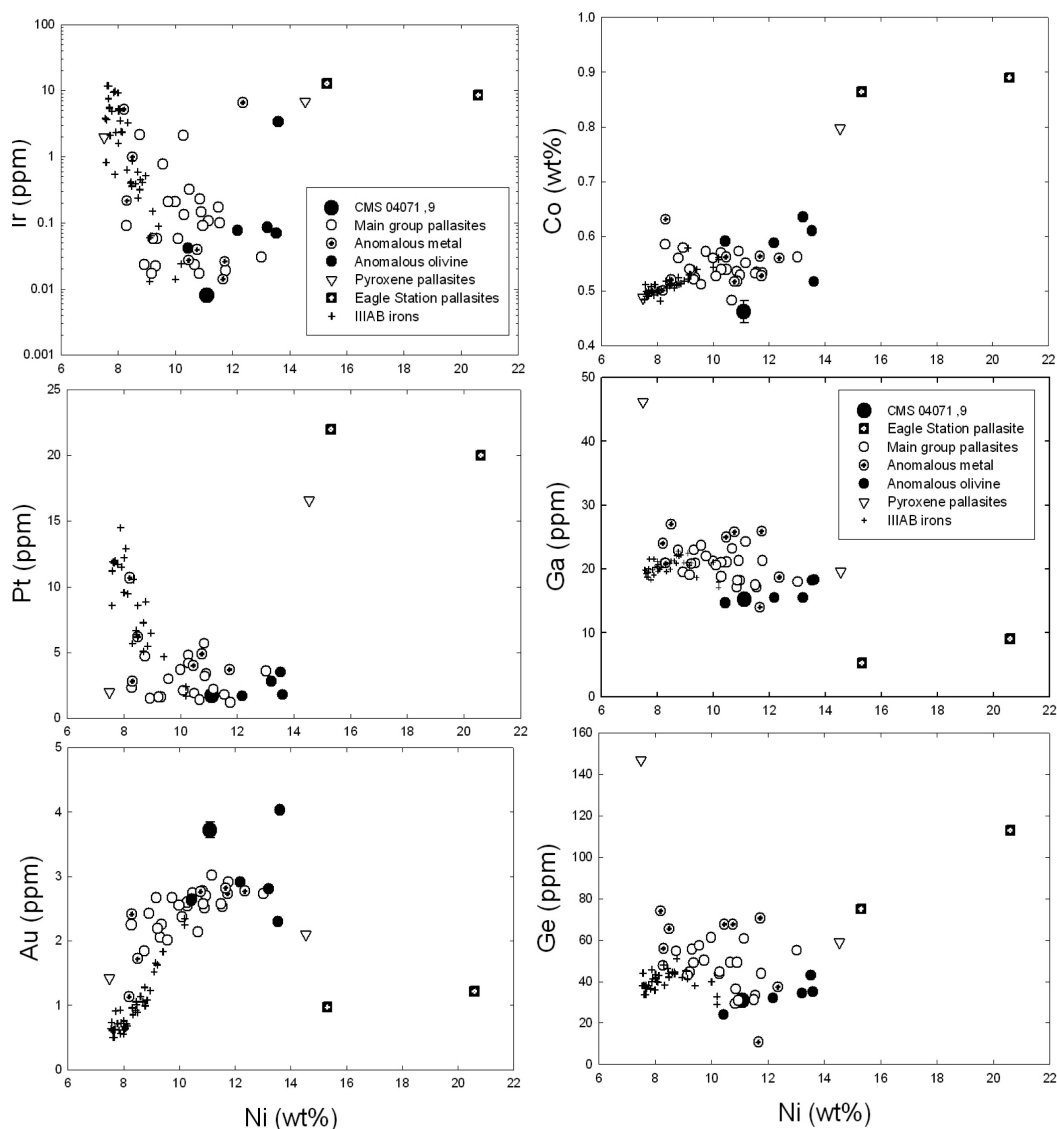 Ir (ppm)
100
10
1
0.1
0.01
0.001
6 8 10 12 14 16 18 20 22
CMS 04071 ,9
Main group pallasites
Anomalous metal
Anomalous olivine
Pyroxene pallasites
Eagle Station pallasites
IIIAB irons
Co (wt%)
1.0
0.9
0.8
0.7
0.6
0.5
0.4
6 8 10 12 14 16 18 20 22
Pt (ppm)
25
20
15
10
5
0
6 8 10 12 14 16 18 20 22
Ga (ppm)
50
40
30
20
10
0
6 8 10 12 14 16 18 20 22
CMS 04071 ,9
Eagle Station pallasite
Main group pallasites
Anomalous metal
Anomalous olivine
Pyroxene pallasites
IIIAB irons
Au (ppm)
5
4
3
2
1
0
6 8 10 12 14 16 18 20 22
Ni (wt%)
Ge (ppm)
160
140
120
100
80
60
40
20
0
6 8 10 12 14 16 18 20 22
Ni (wt%)